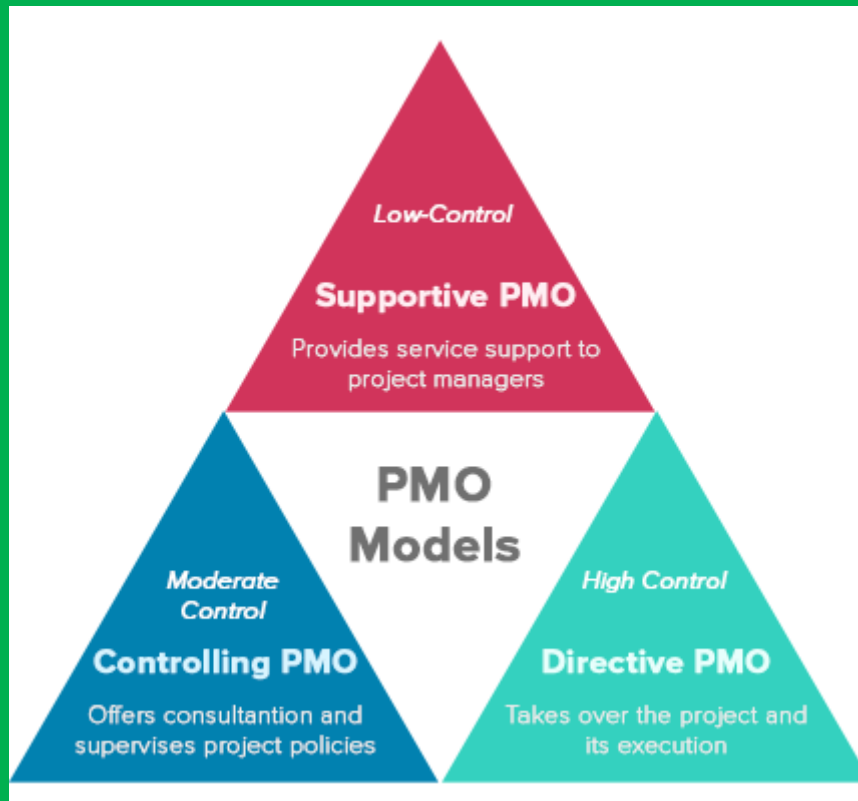 Low-Control
Supportive PMO
Provides service support to
project managers
PMO
Models
Moderate
Control
Controlling PMO
Offers consultantion and
supervises project policies
High Control
Directive PMO
Takes over the project and
its execution